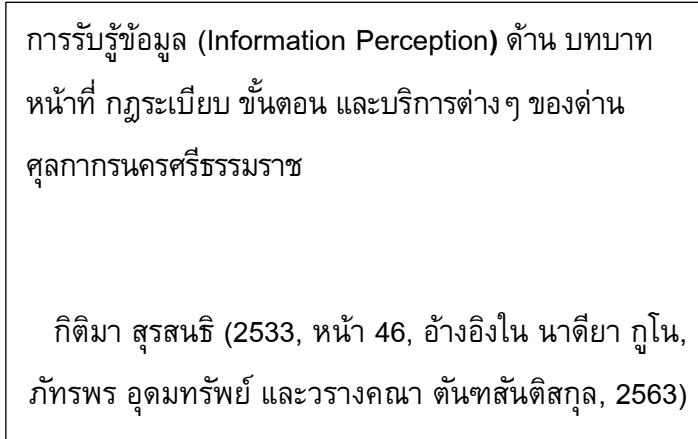 การรับรู้ข้อมูล (Information Perception) ด้าน บทบาท
หน้าที่ กฎระเบียบ ขั้นตอน และบริการต่าง ๆ ของด่าน
ศุลกากรนครศรีธรรมราช
กิติมา สุรสนธิ (2533, หน้า 46, อ้างอิงใน นาดียา กูโน,
ภัทรพร อุดมทรัพย์ และวรางคณา ตันฑสันติสกุล, 2563)